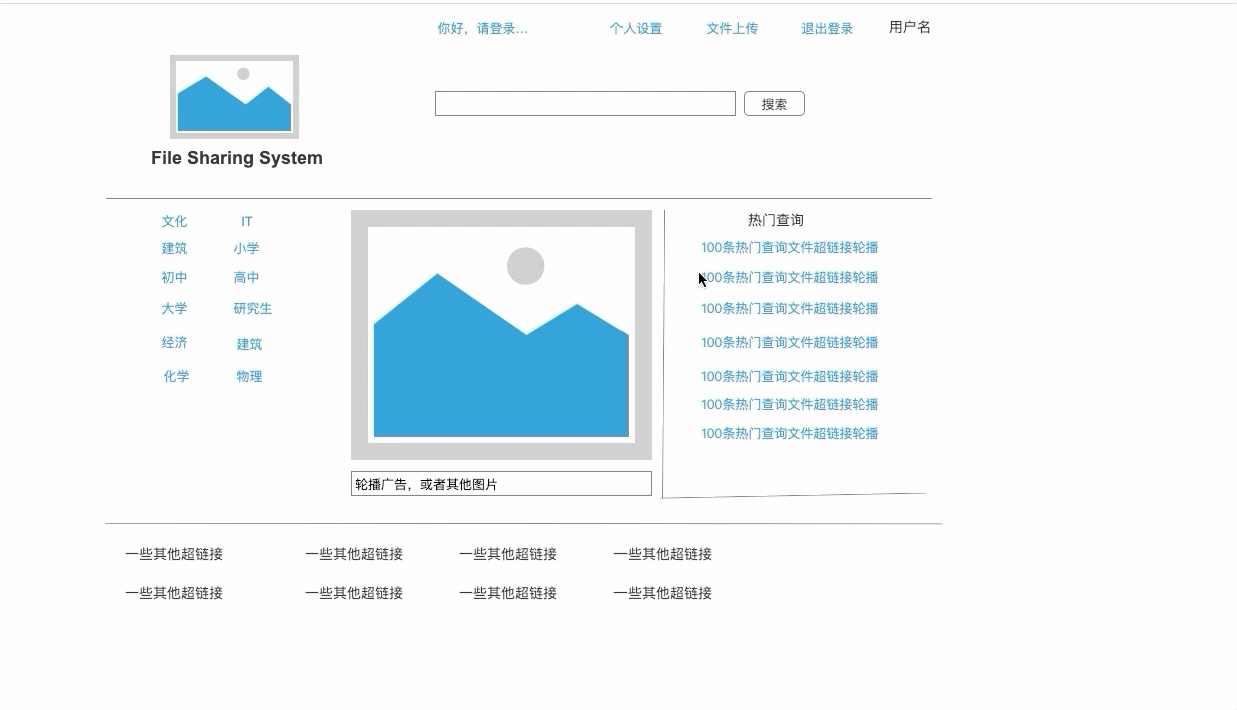 你好，请登录... 个人设置 文件上传 退出登录 用户名
搜索
File Sharing System
文化 IT
建筑 小学
初中 高中
大学 研究生
经济 建筑
化学 物理
轮播广告，或者其他图片
热门查询
100条热门查询文件超链接轮播
100条热门查询文件超链接轮播
100条热门查询文件超链接轮播
100条热门查询文件超链接轮播
100条热门查询文件超链接轮播
100条热门查询文件超链接轮播
100条热门查询文件超链接轮播
一些其他超链接 一些其他超链接 一些其他超链接 一些其他超链接
一些其他超链接 一些其他超链接 一些其他超链接 一些其他超链接